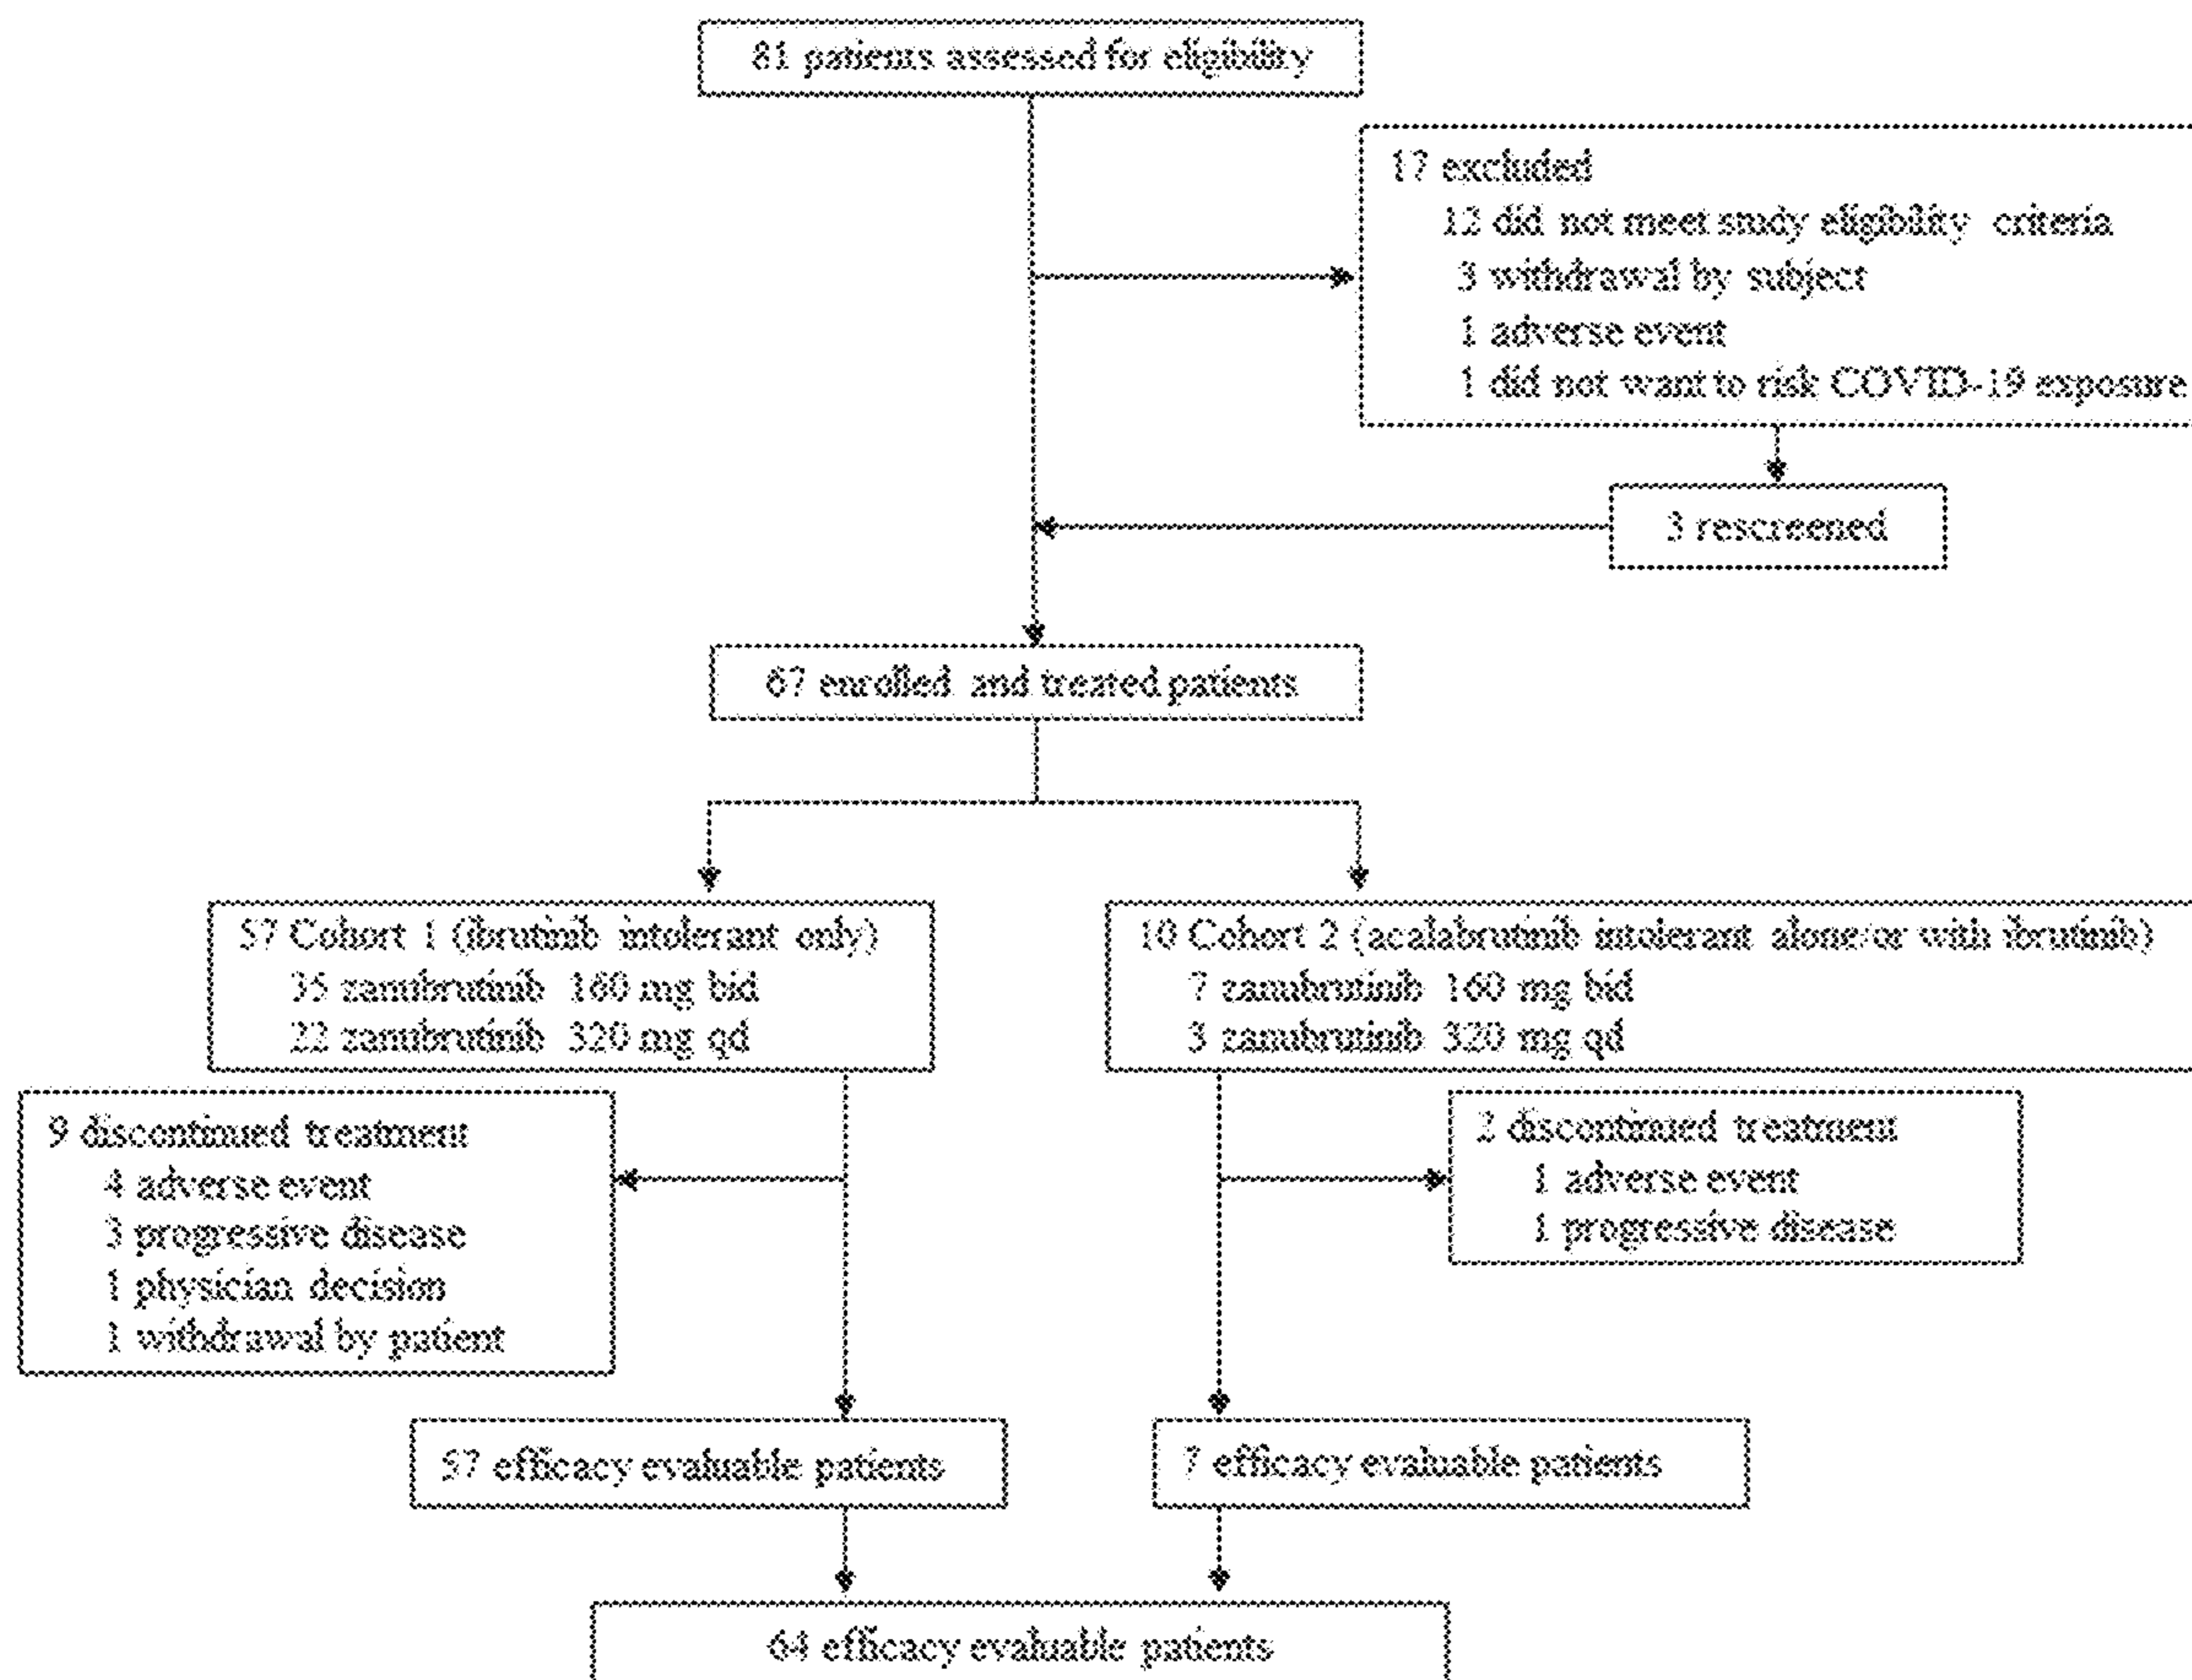 81 patients assessed for eligibility
17 excluded
12 did not meet study eligibility criteria
3 withdrawal by subject
1 adverse event
1 did not want to risk COVID-19 exposure
3 rescreened
67 enrolled and treated patients
57 Cohort 1 (ibrutinib intolerant only)
35 zanubrutinib 160 mg bid
22 zanubrutinib 320 mg qd
10 Cohort 2 (acalabrutinib intolerant alone/or with ibrutinib)
7 zanubrutinib 160 mg bid
3 zanubrutinib 320 mg qd
9 discontinued treatment
4 adverse event
3 progressive disease
1 physician decision
1 withdrawal by patient
2 discontinued treatment
1 adverse event
1 progressive disease
57 efficacy evaluable patients
7 efficacy evaluable patients
64 efficacy evaluable patients